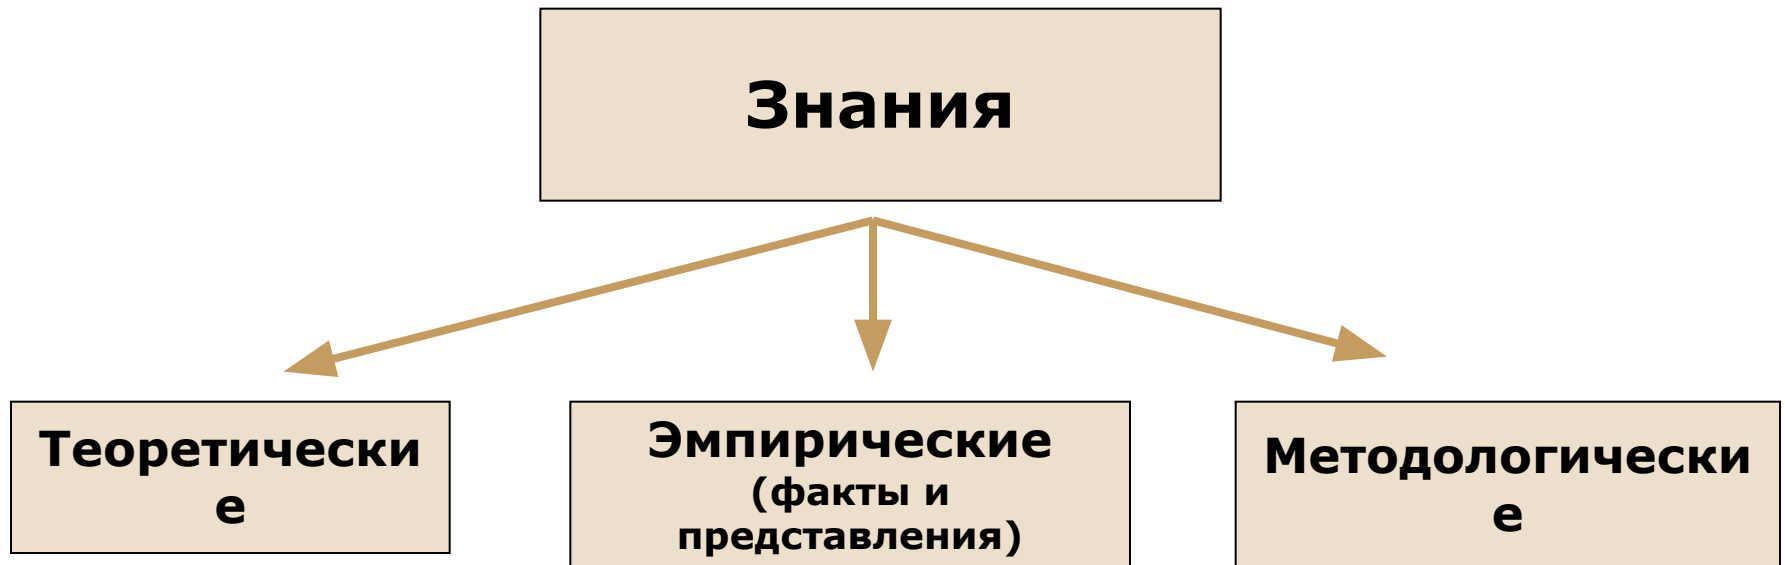 Знания
Теоретически
е
Эмпирические
(факты и
представления)
Методологически
е